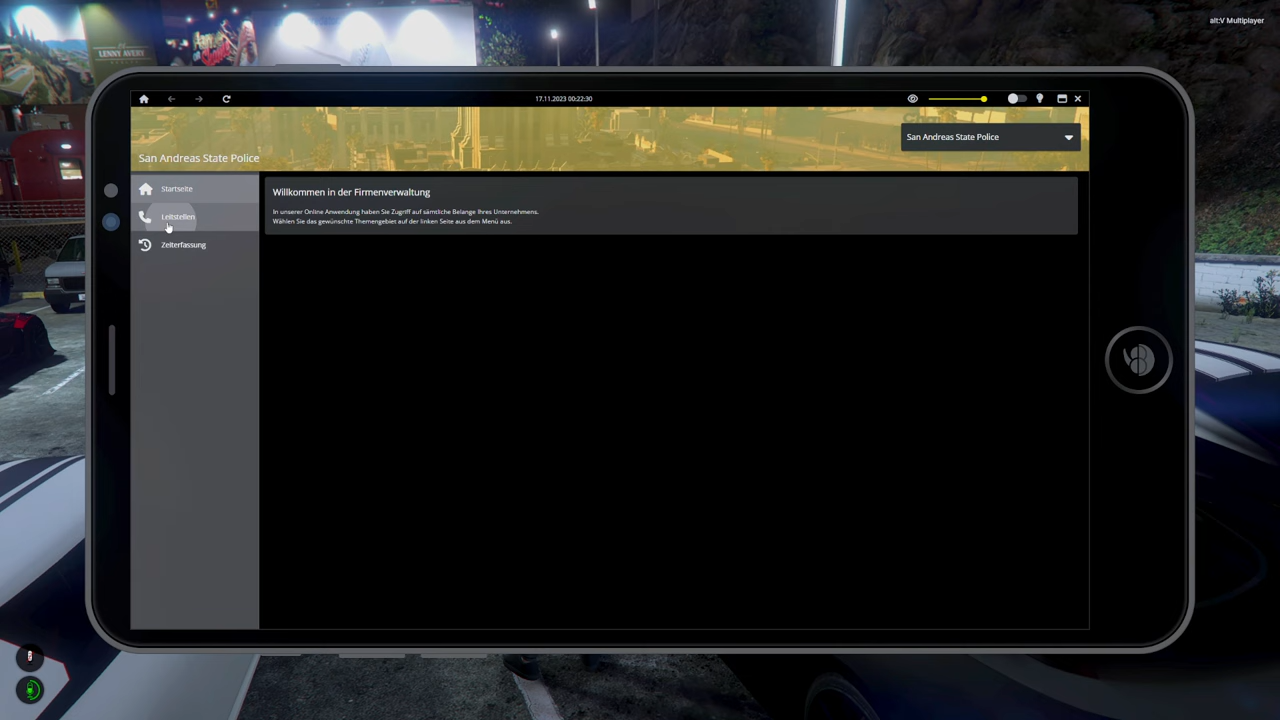 alt:V Multiplayer
LENNY AVERY
17.11.2023 00:22:30
San Andreas State Police
San Andreas State Police
Startseite
Leitstellen
Zeiterfassung
Willkommen in der Firmenverwaltung
In unserer Online Anwendung haben Sie Zugriff auf sämtliche Belange Ihres Unternehmens.
Wählen Sie das gewünschte Themengebiet auf der linken Seite aus dem Menü aus.